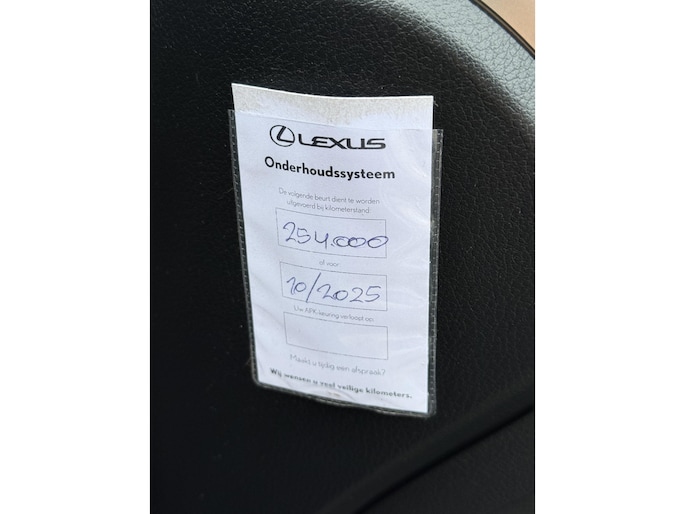 LEXUS
Onderhoudssysteem
De volgende beurt dient te worden
uitgevoerd bij kilometerstand:
254.000
of voor:
10/2025
Uw APK-keuring verloopt op:
Maakt u tijdig een afspraak?
Wij wensen u veel veilige kilometers.